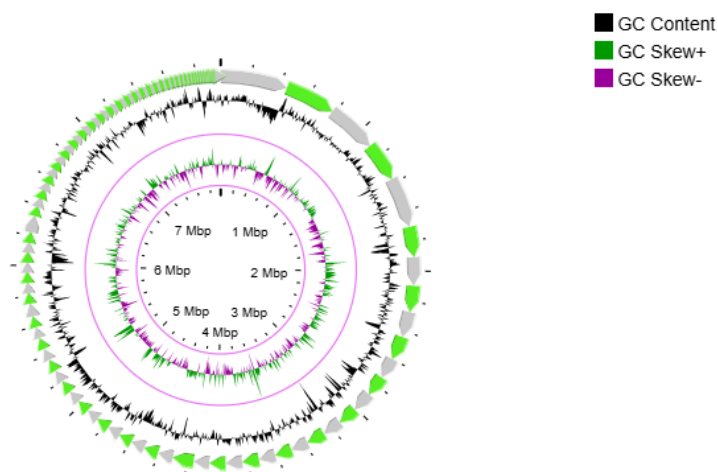 GC Content
GC Skew+
GC Skew-
7 Mbp
1 Mbp
6 Mbp
2 Mbp
5 Mbp
3 Mbp
4 Mbp